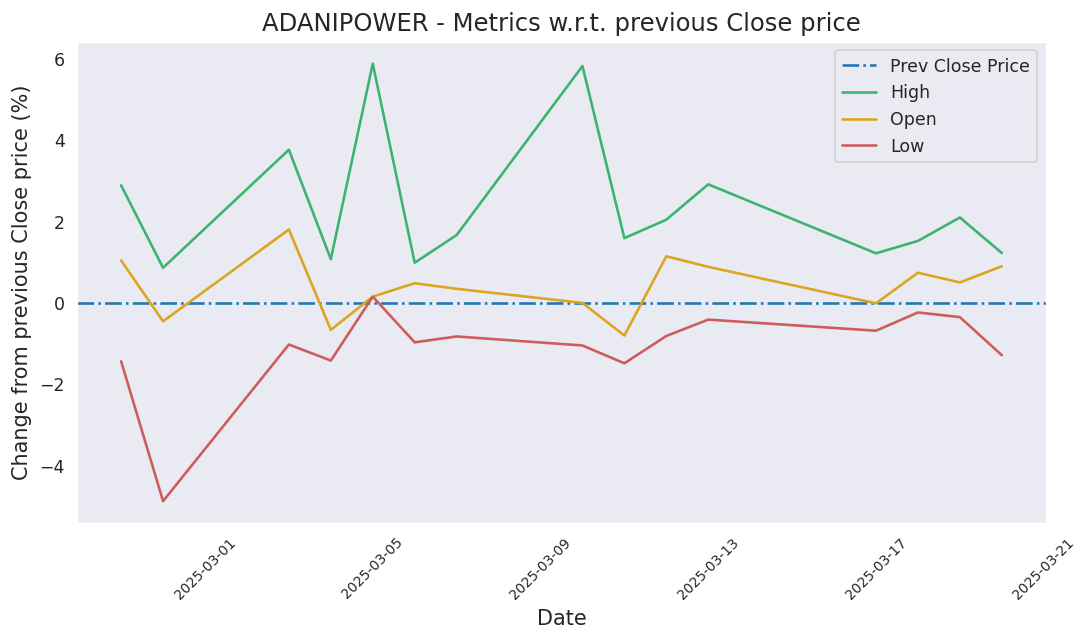 ADANIPOWER - Metrics w.r.t. previous Close price
Change from previous Close price (%)
6
4
2
0
−2
−4
Prev Close Price
High
Open
Low
2025-03-01
2025-03-05
2025-03-09
2025-03-13
2025-03-17
2025-03-21
Date